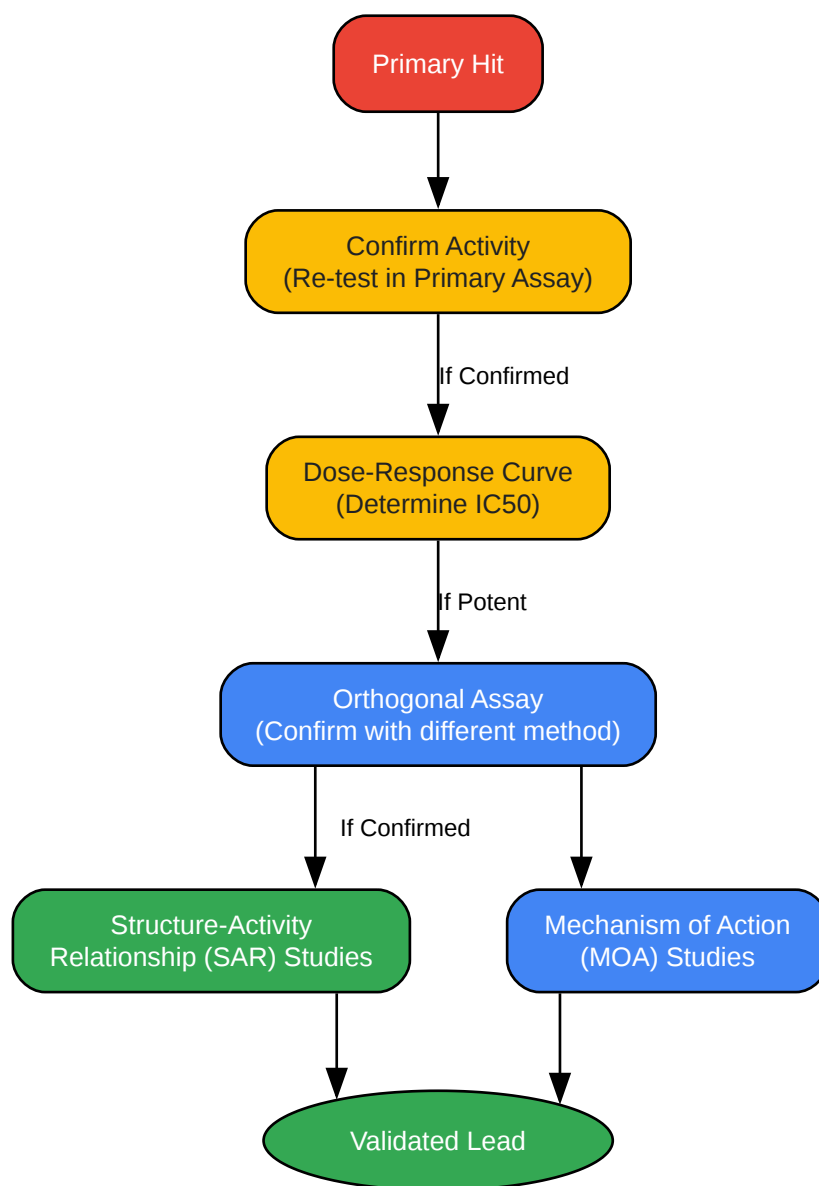 Primary Hit
Confirm Activity
(Re-test in Primary Assay)
If Confirmed
Dose-Response Curve
(Determine IC50)
If Potent
Orthogonal Assay
(Confirm with different method)
If Confirmed
Structure-Activity
Relationship (SAR) Studies
Mechanism of Action
(MOA) Studies
Validated Lead